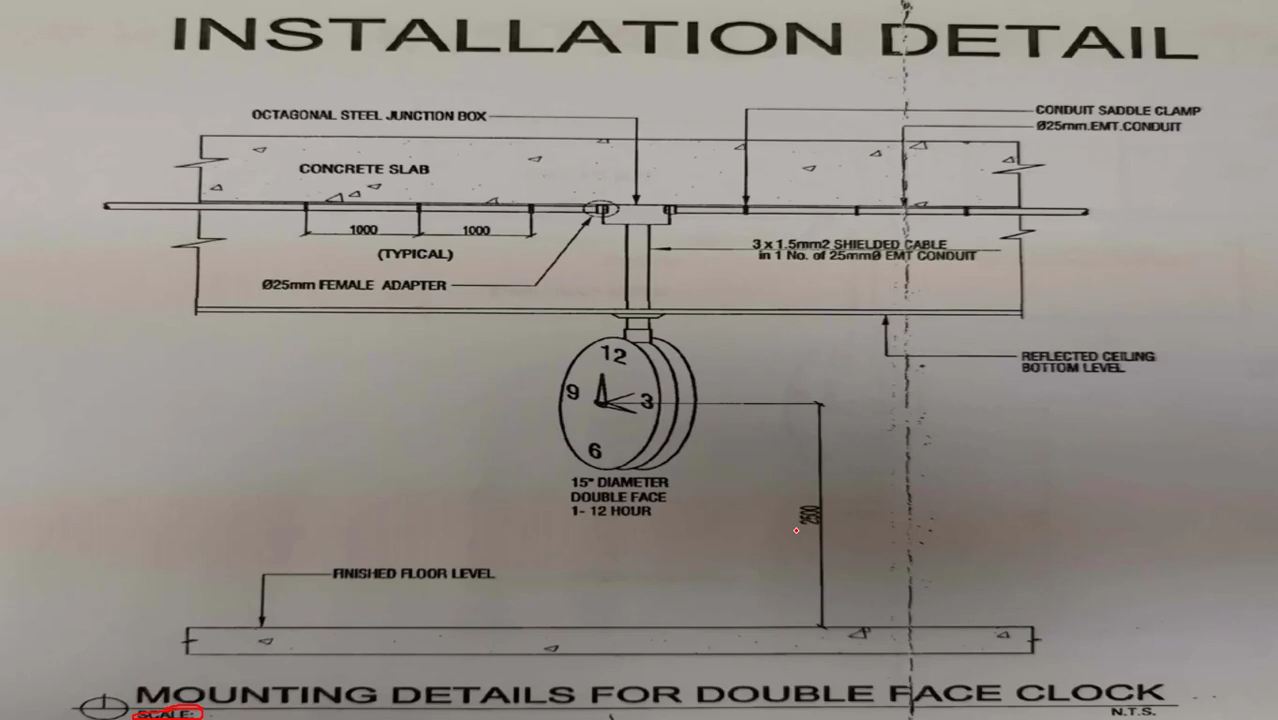 INSTALLATION DETAIL
OCTAGONAL STEEL JUNCTION BOX
CONDUIT SADDLE CLAMP
Ø25mm.EMT.CONDUIT
CONCRETE SLAB
1000
1000
(TYPICAL)
3 x 1.5mm2 SHIELDED CABLE
in 1 No. of 25mmØ EMT CONDUIT
Ø25mm FEMALE ADAPTER
REFLECTED CEILING
BOTTOM LEVEL
12
9
3
6
15" DIAMETER
DOUBLE FACE
1- 12 HOUR
2500
FINISHED FLOOR LEVEL
MOUNTING DETAILS FOR DOUBLE FACE CLOCK
SCALE:
N.T.S.